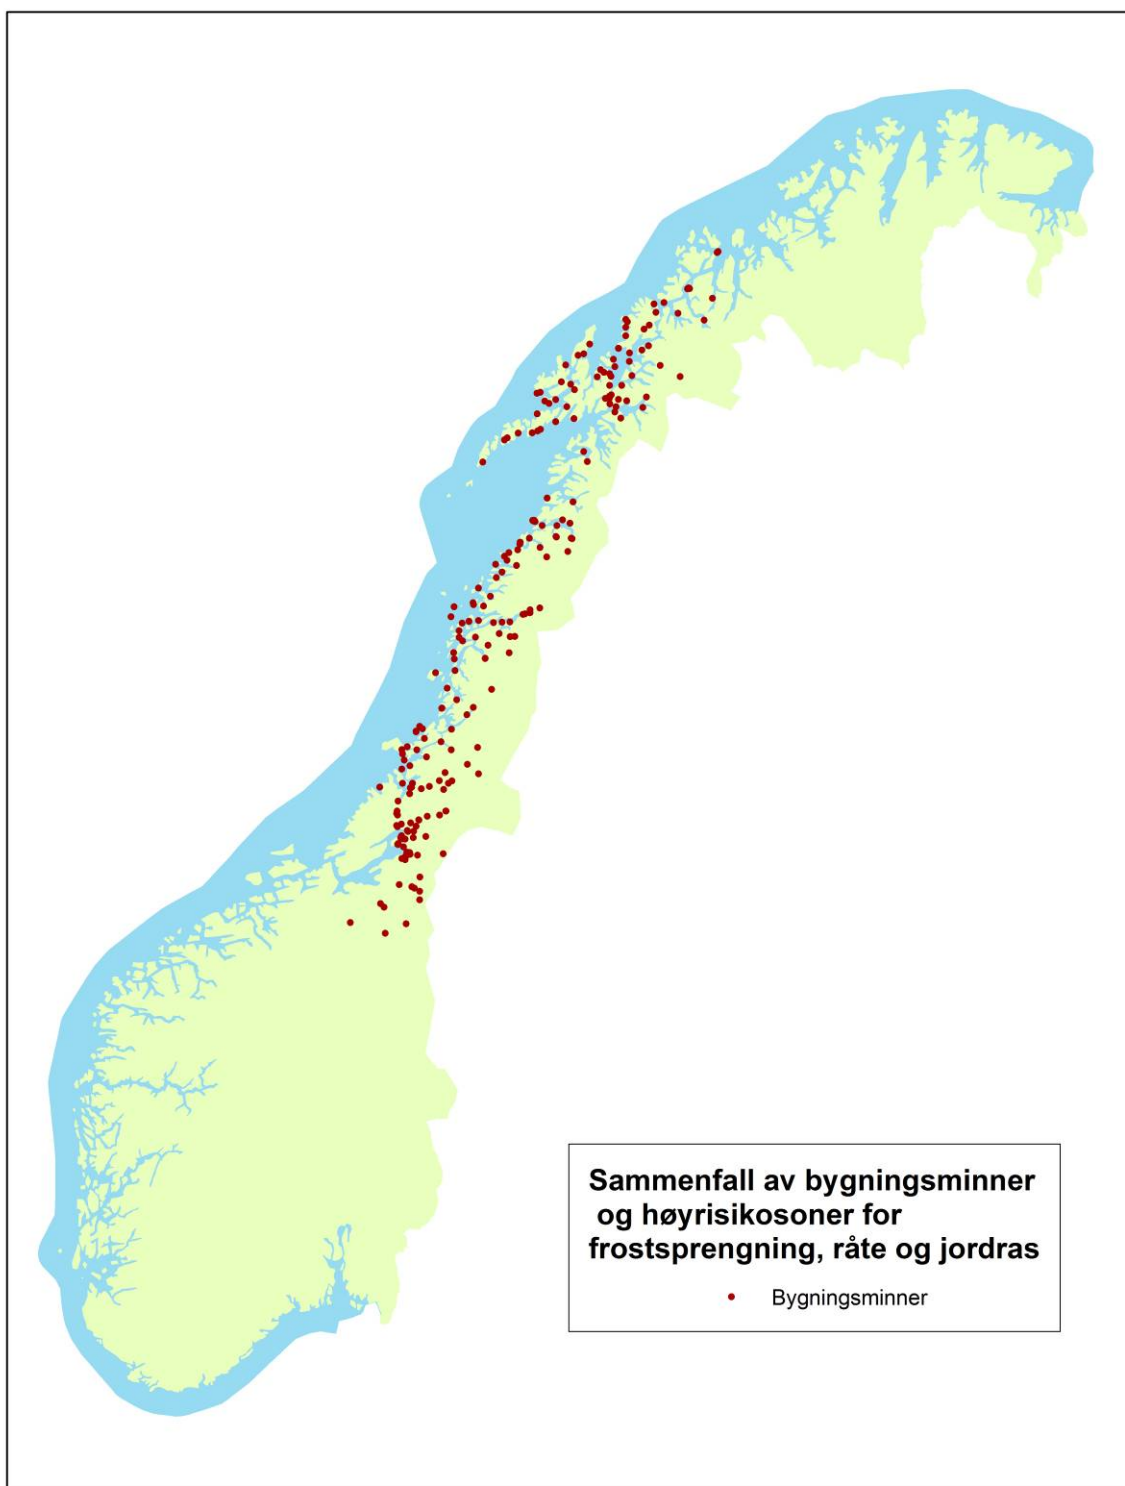 Sammenfall av bygningsminner
og høyrisikosoner for
frostsprengning, råte og jordras
Bygningsminner